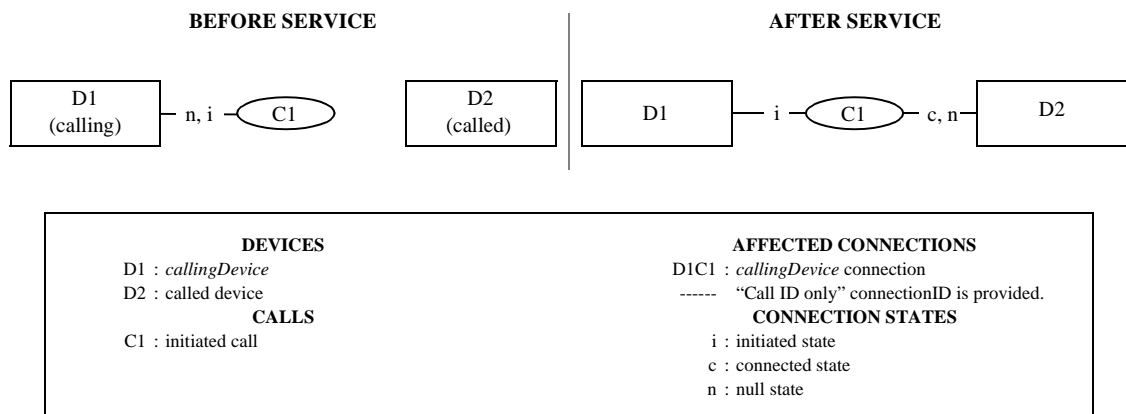 BEFORE SERVICE
AFTER SERVICE
D1
(calling)
n, i
C1
D2
(called)
D1
i
C1
c, n
D2
DEVICES
D1 : callingDevice
D2 : called device
CALLS
C1 : initiated call
AFFECTED CONNECTIONS
D1C1 : callingDevice connection
------ “Call ID only” connectionID is provided.
CONNECTION STATES
i : initiated state
c : connected state
n : null state